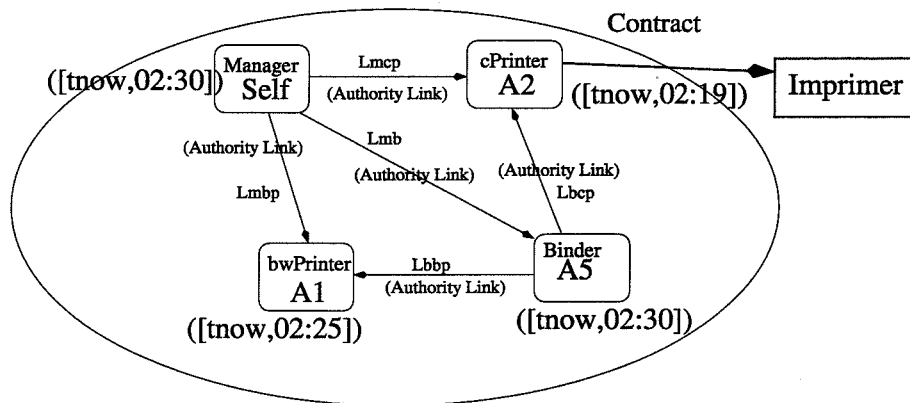 Contract
Manager
Self
([tnow,02:30])
Lmcp
(Authority Link)
cPrinter
A2
([tnow,02:19])
Imprimer
(Authority Link)
Lmbp
Lmb
(Authority Link)
(Authority Link)
Lbcp
bwPrinter
A1
([tnow,02:25])
Lbbp
(Authority Link)
Binder
A5
([tnow,02:30])